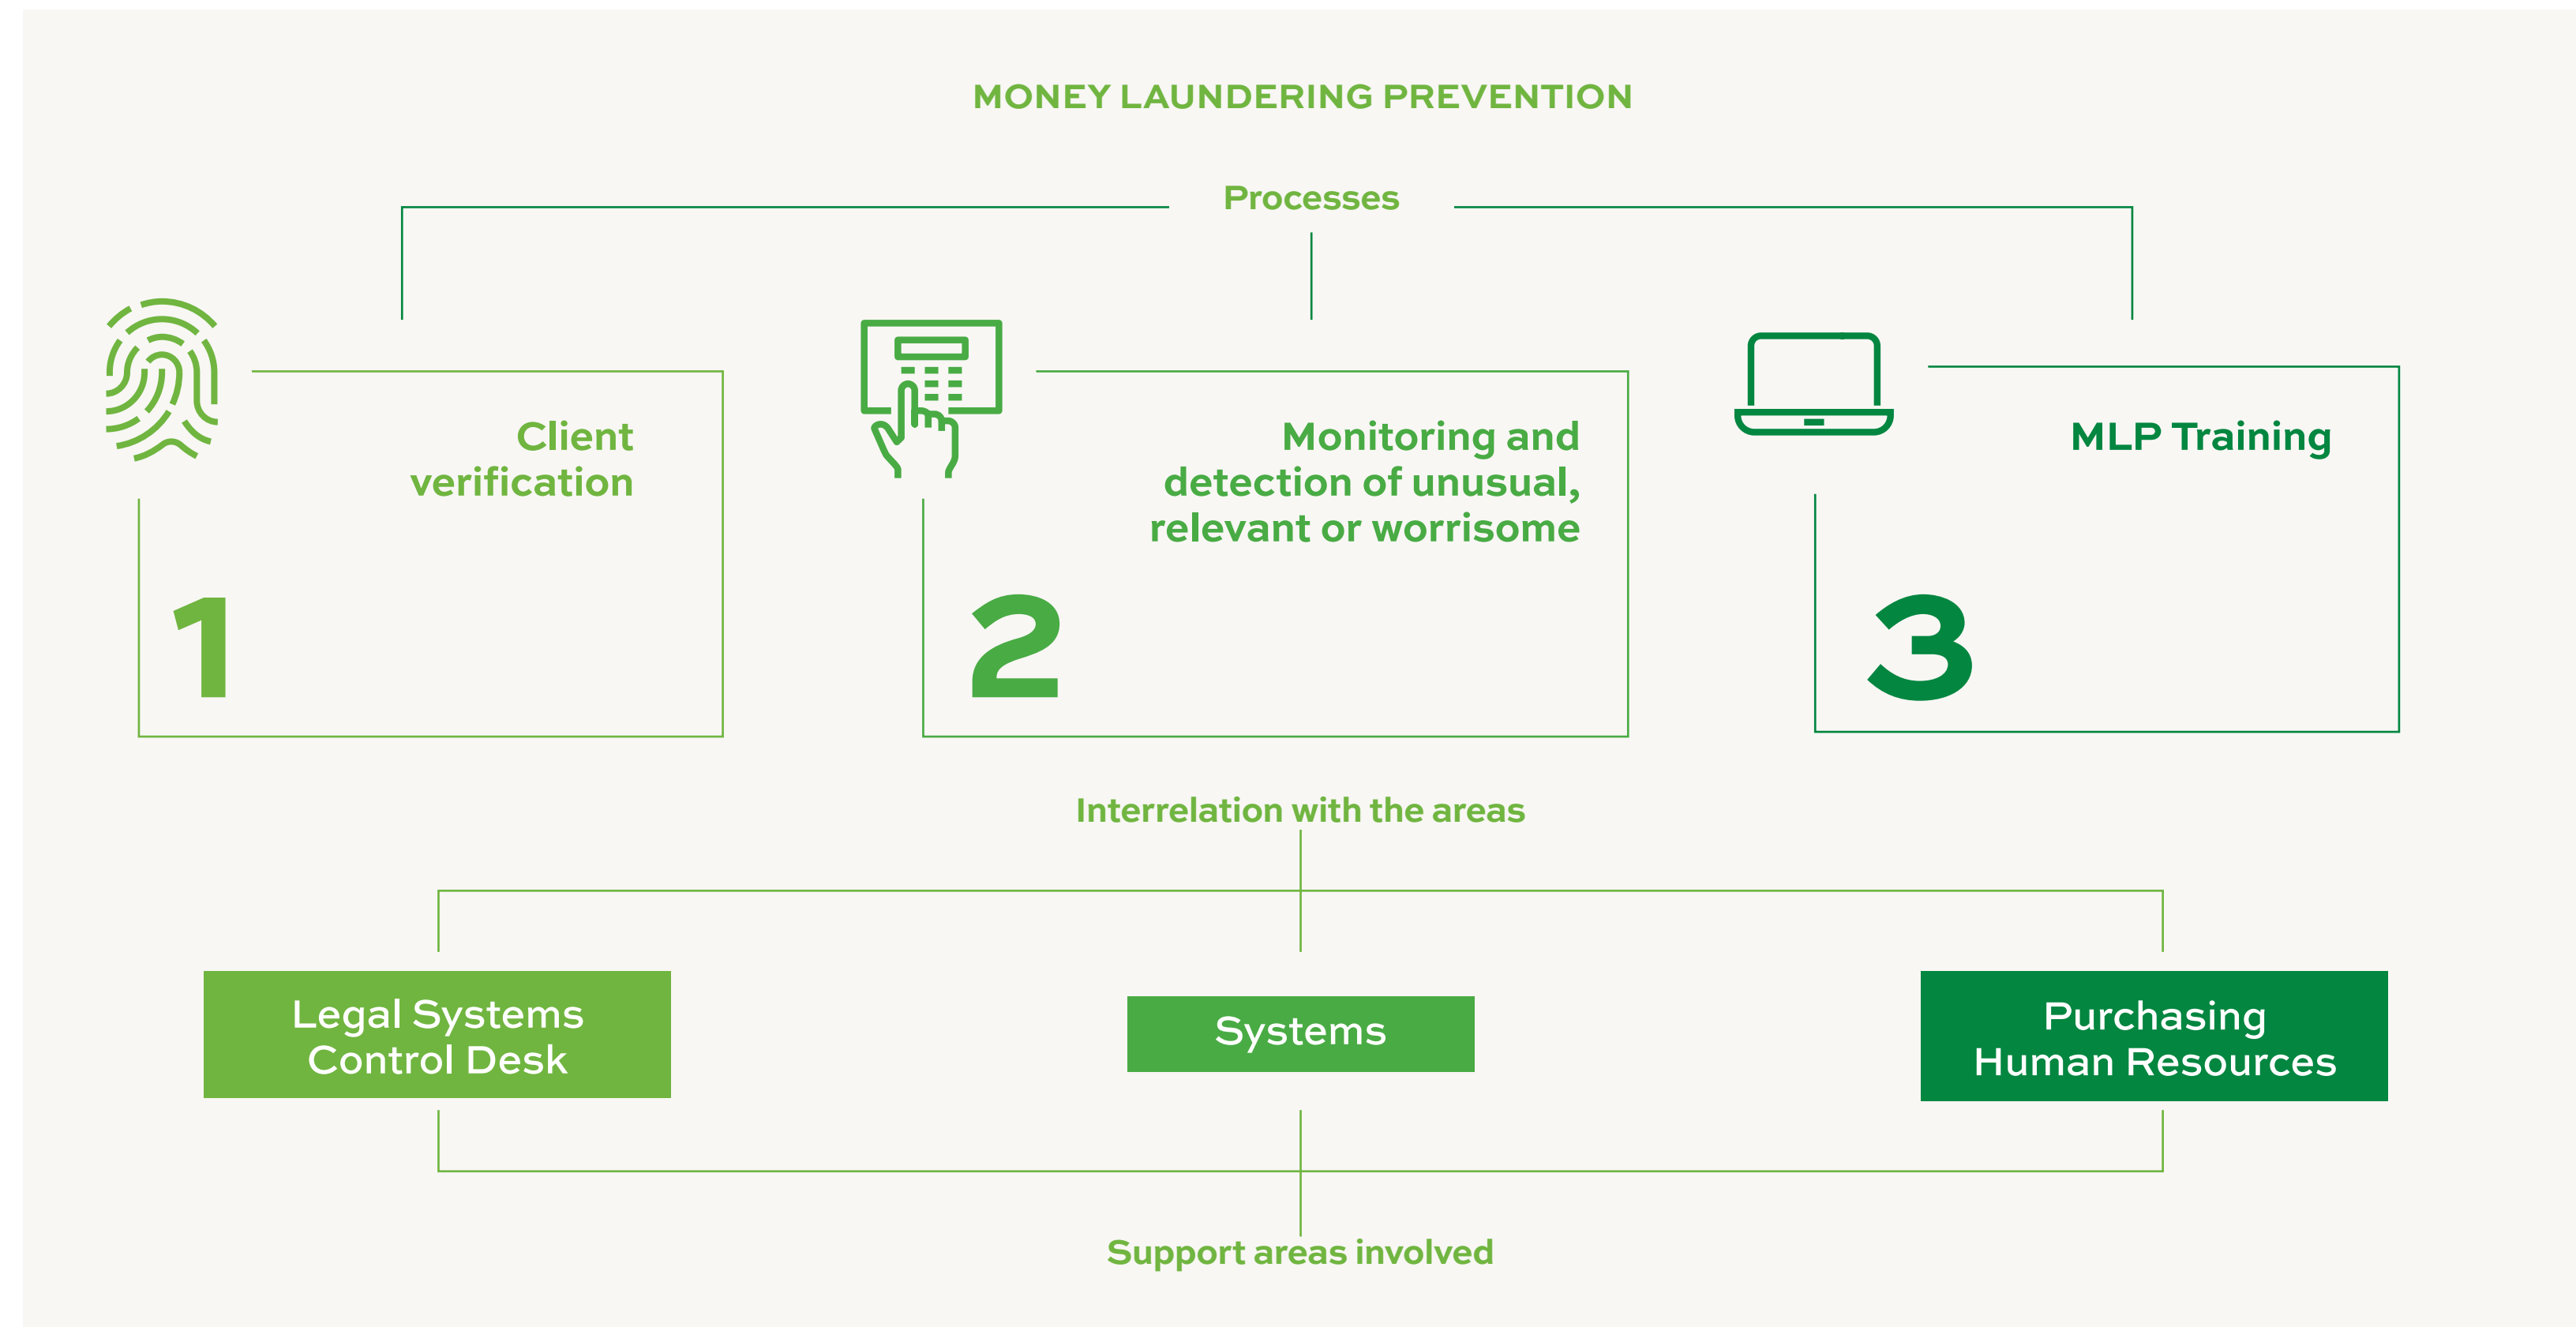 MONEY LAUNDERING PREVENTION
Processes
Client
verification
1
Monitoring and
detection of unusual,
relevant or worrisome
2
MLP Training
3
Interrelation with the areas
Legal Systems
Control Desk
Systems
Purchasing
Human Resources
Support areas involved